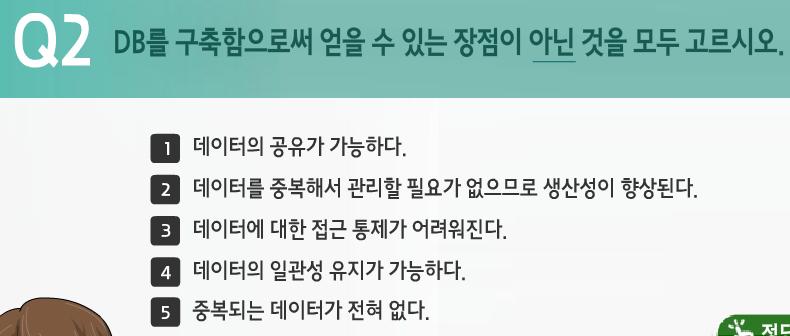 Q2 DB를 구축함으로써 얻을 수 있는 장점이 아닌 것을 모두 고르시오.
1 데이터의 공유가 가능하다.
2 데이터를 중복해서 관리할 필요가 없으므로 생산성이 향상된다.
3 데이터에 대한 접근 통제가 어려워진다.
4 데이터의 일관성 유지가 가능하다.
5 중복되는 데이터가 전혀 없다.